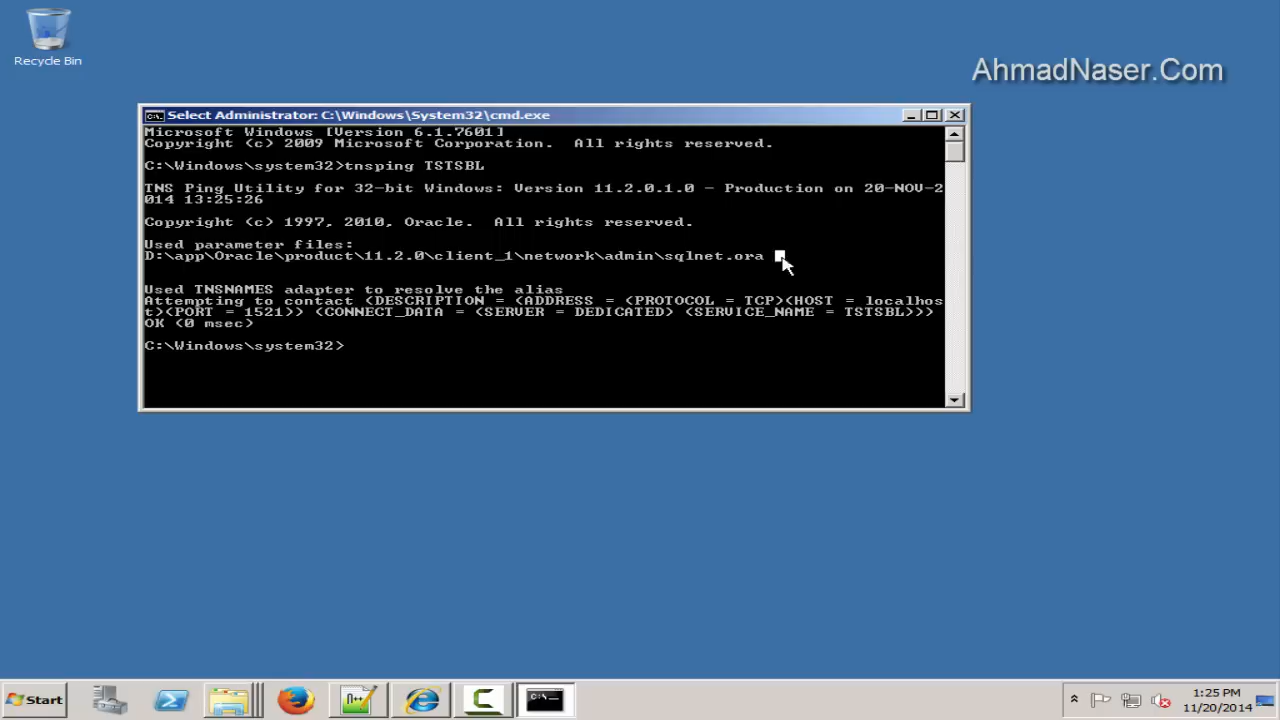 Recycle Bin
AhmadNaser.Com
Select Administrator: C:\Windows\System32\cmd.exe
Microsoft Windows [Version 6.1.7601]
Copyright (c) 2009 Microsoft Corporation.  All rights reserved.
C:\Windows\system32>tnsping TSTSBL
TNS Ping Utility for 32-bit Windows: Version 11.2.0.1.0 - Production on 20-NOV-2
014 13:25:26
Copyright (c) 1997, 2010, Oracle.  All rights reserved.
Used parameter files:
D:\app\Oracle\product\11.2.0\client_1\network\admin\sqlnet.ora
Used TNSNAMES adapter to resolve the alias
Attempting to contact (DESCRIPTION = (ADDRESS = (PROTOCOL = TCP)(HOST = localhos
t)(PORT = 1521)) (CONNECT_DATA = (SERVER = DEDICATED) (SERVICE_NAME = TSTSBL)))
OK (0 msec)
C:\Windows\system32>
Start
1:25 PM
11/20/2014